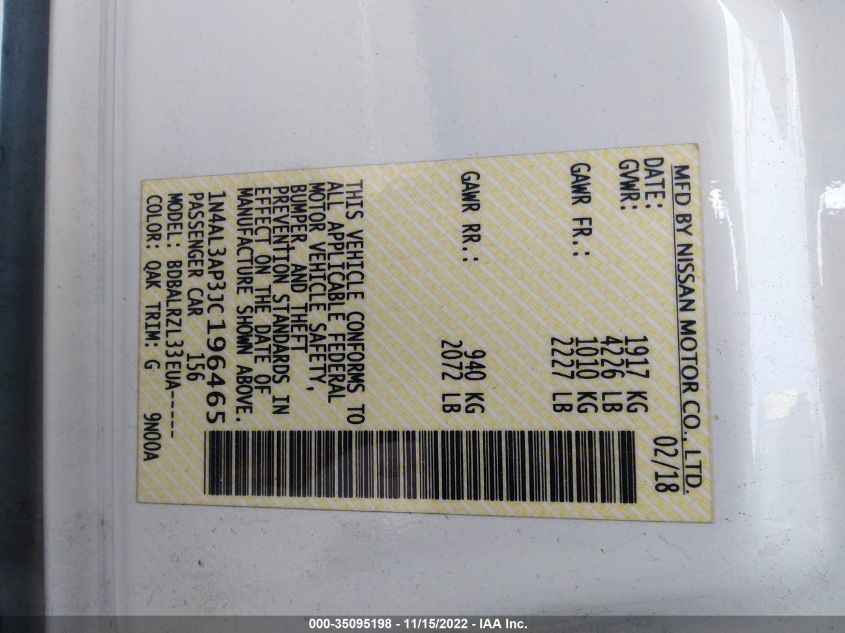 MFD BY NISSAN MOTOR CO., LTD.
DATE: 02/18
GVWR: 1917 KG
4226 LB
GAWR FR.: 1010 KG
2227 LB
GAWR RR.: 940 KG
2072 LB
THIS VEHICLE CONFORMS TO
ALL APPLICABLE FEDERAL
MOTOR VEHICLE SAFETY,
BUMPER, AND THEFT
PREVENTION STANDARDS IN
EFFECT ON THE DATE OF
MANUFACTURE SHOWN ABOVE.
1N4AL3AP3JC196465
PASSENGER CAR 156
MODEL: BDBALRZL33EUA-----
COLOR: QAK TRIM: G 9N00A
000-35095198 - 11/15/2022 - IAA Inc.